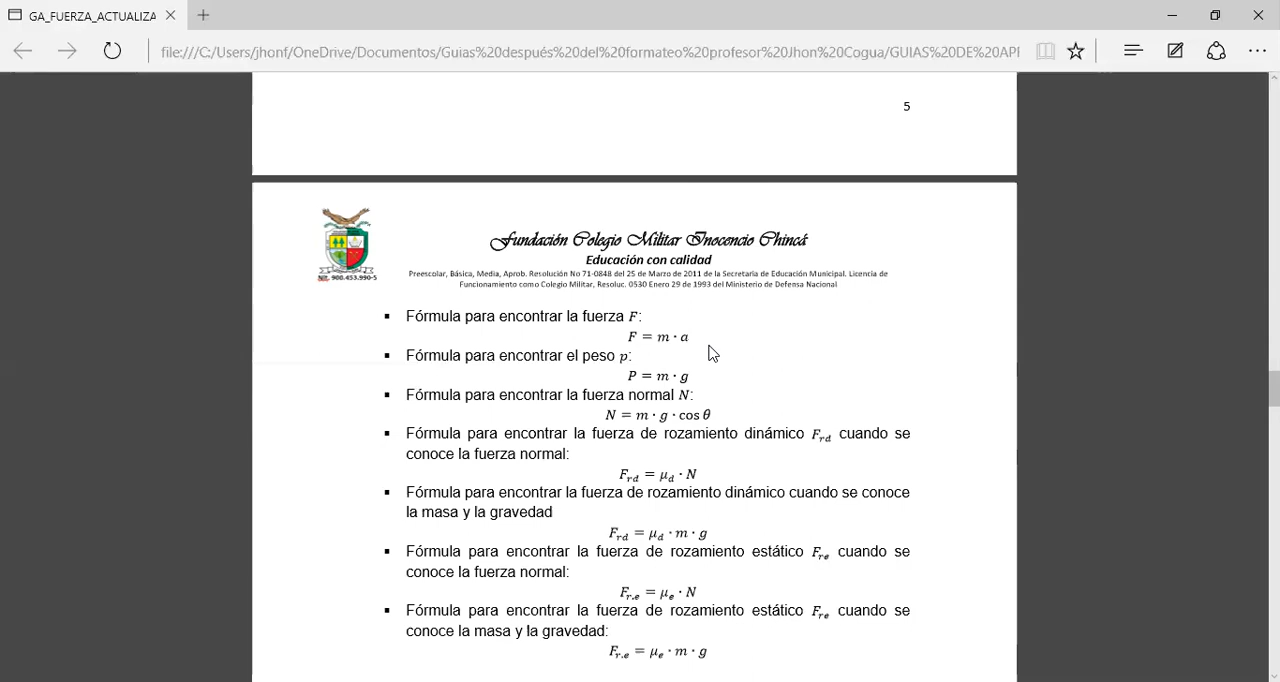 GA_FUERZA_ACTUALIZA
file:///C:/Users/jhonf/OneDrive/Documentos/Guias%20después%20del%20formateo%20profesor%20Jhon%20Cogua/GUIAS%20DE%20API
5
NIT. 900.453.990-5
Fundación Colegio Militar Inocencio Chincá
Educación con calidad
Preescolar, Básica, Media, Aprob. Resolución No 71-0848 del 25 de Marzo de 2011 de la Secretaria de Educación Municipal. Licencia de
Funcionamiento como Colegio Militar, Resoluc. 0530 Enero 29 de 1993 del Ministerio de Defensa Nacional
▪ Fórmula para encontrar la fuerza F:
F = m · a
▪ Fórmula para encontrar el peso p:
P = m · g
▪ Fórmula para encontrar la fuerza normal N:
N = m · g · cos θ
▪ Fórmula para encontrar la fuerza de rozamiento dinámico F_rd cuando se
conoce la fuerza normal:
F_rd = μ_d · N
▪ Fórmula para encontrar la fuerza de rozamiento dinámico cuando se conoce
la masa y la gravedad
F_rd = μ_d · m · g
▪ Fórmula para encontrar la fuerza de rozamiento estático F_re cuando se
conoce la fuerza normal:
F_r.e = μ_e · N
▪ Fórmula para encontrar la fuerza de rozamiento estático F_re cuando se
conoce la masa y la gravedad:
F_r.e = μ_e · m · g